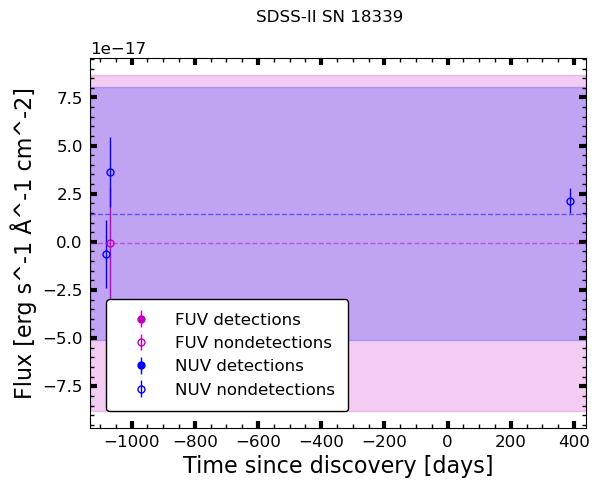 SDSS-II SN 18339
1e−17
7.5
5.0
2.5
0.0
−2.5
−5.0
−7.5
Flux [erg s^-1 Å^-1 cm^-2]
FUV detections
FUV nondetections
NUV detections
NUV nondetections
−1000 −800 −600 −400 −200 0 200 400
Time since discovery [days]